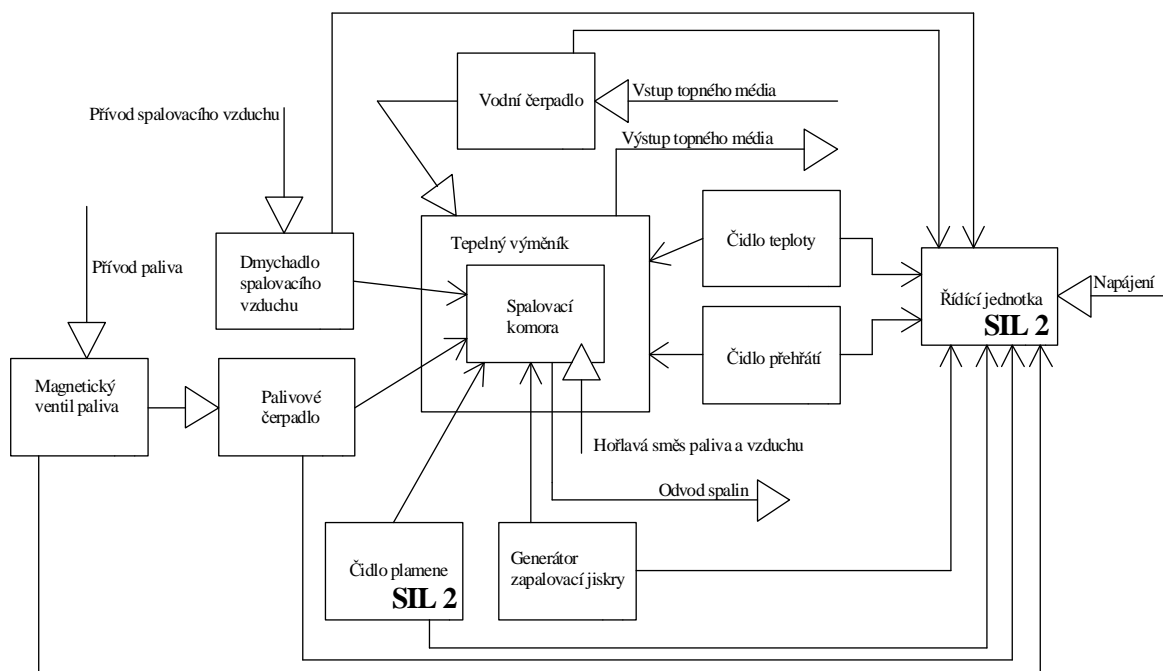 Vodní čerpadlo
Vstup topného média
Přívod spalovacího vzduchu
Výstup topného média
Tepelný výměník
Čidlo teploty
Přívod paliva
Dmychadlo
spalovacího
vzduchu
Spalovací
komora
Řídící jednotka
SIL 2
Napájení
Čidlo přehřátí
Magnetický
ventil paliva
Palivové
čerpadlo
Hořlavá směs paliva a vzduchu
Odvod spalin
Čidlo plamene
SIL 2
Generátor
zapalovací jiskry